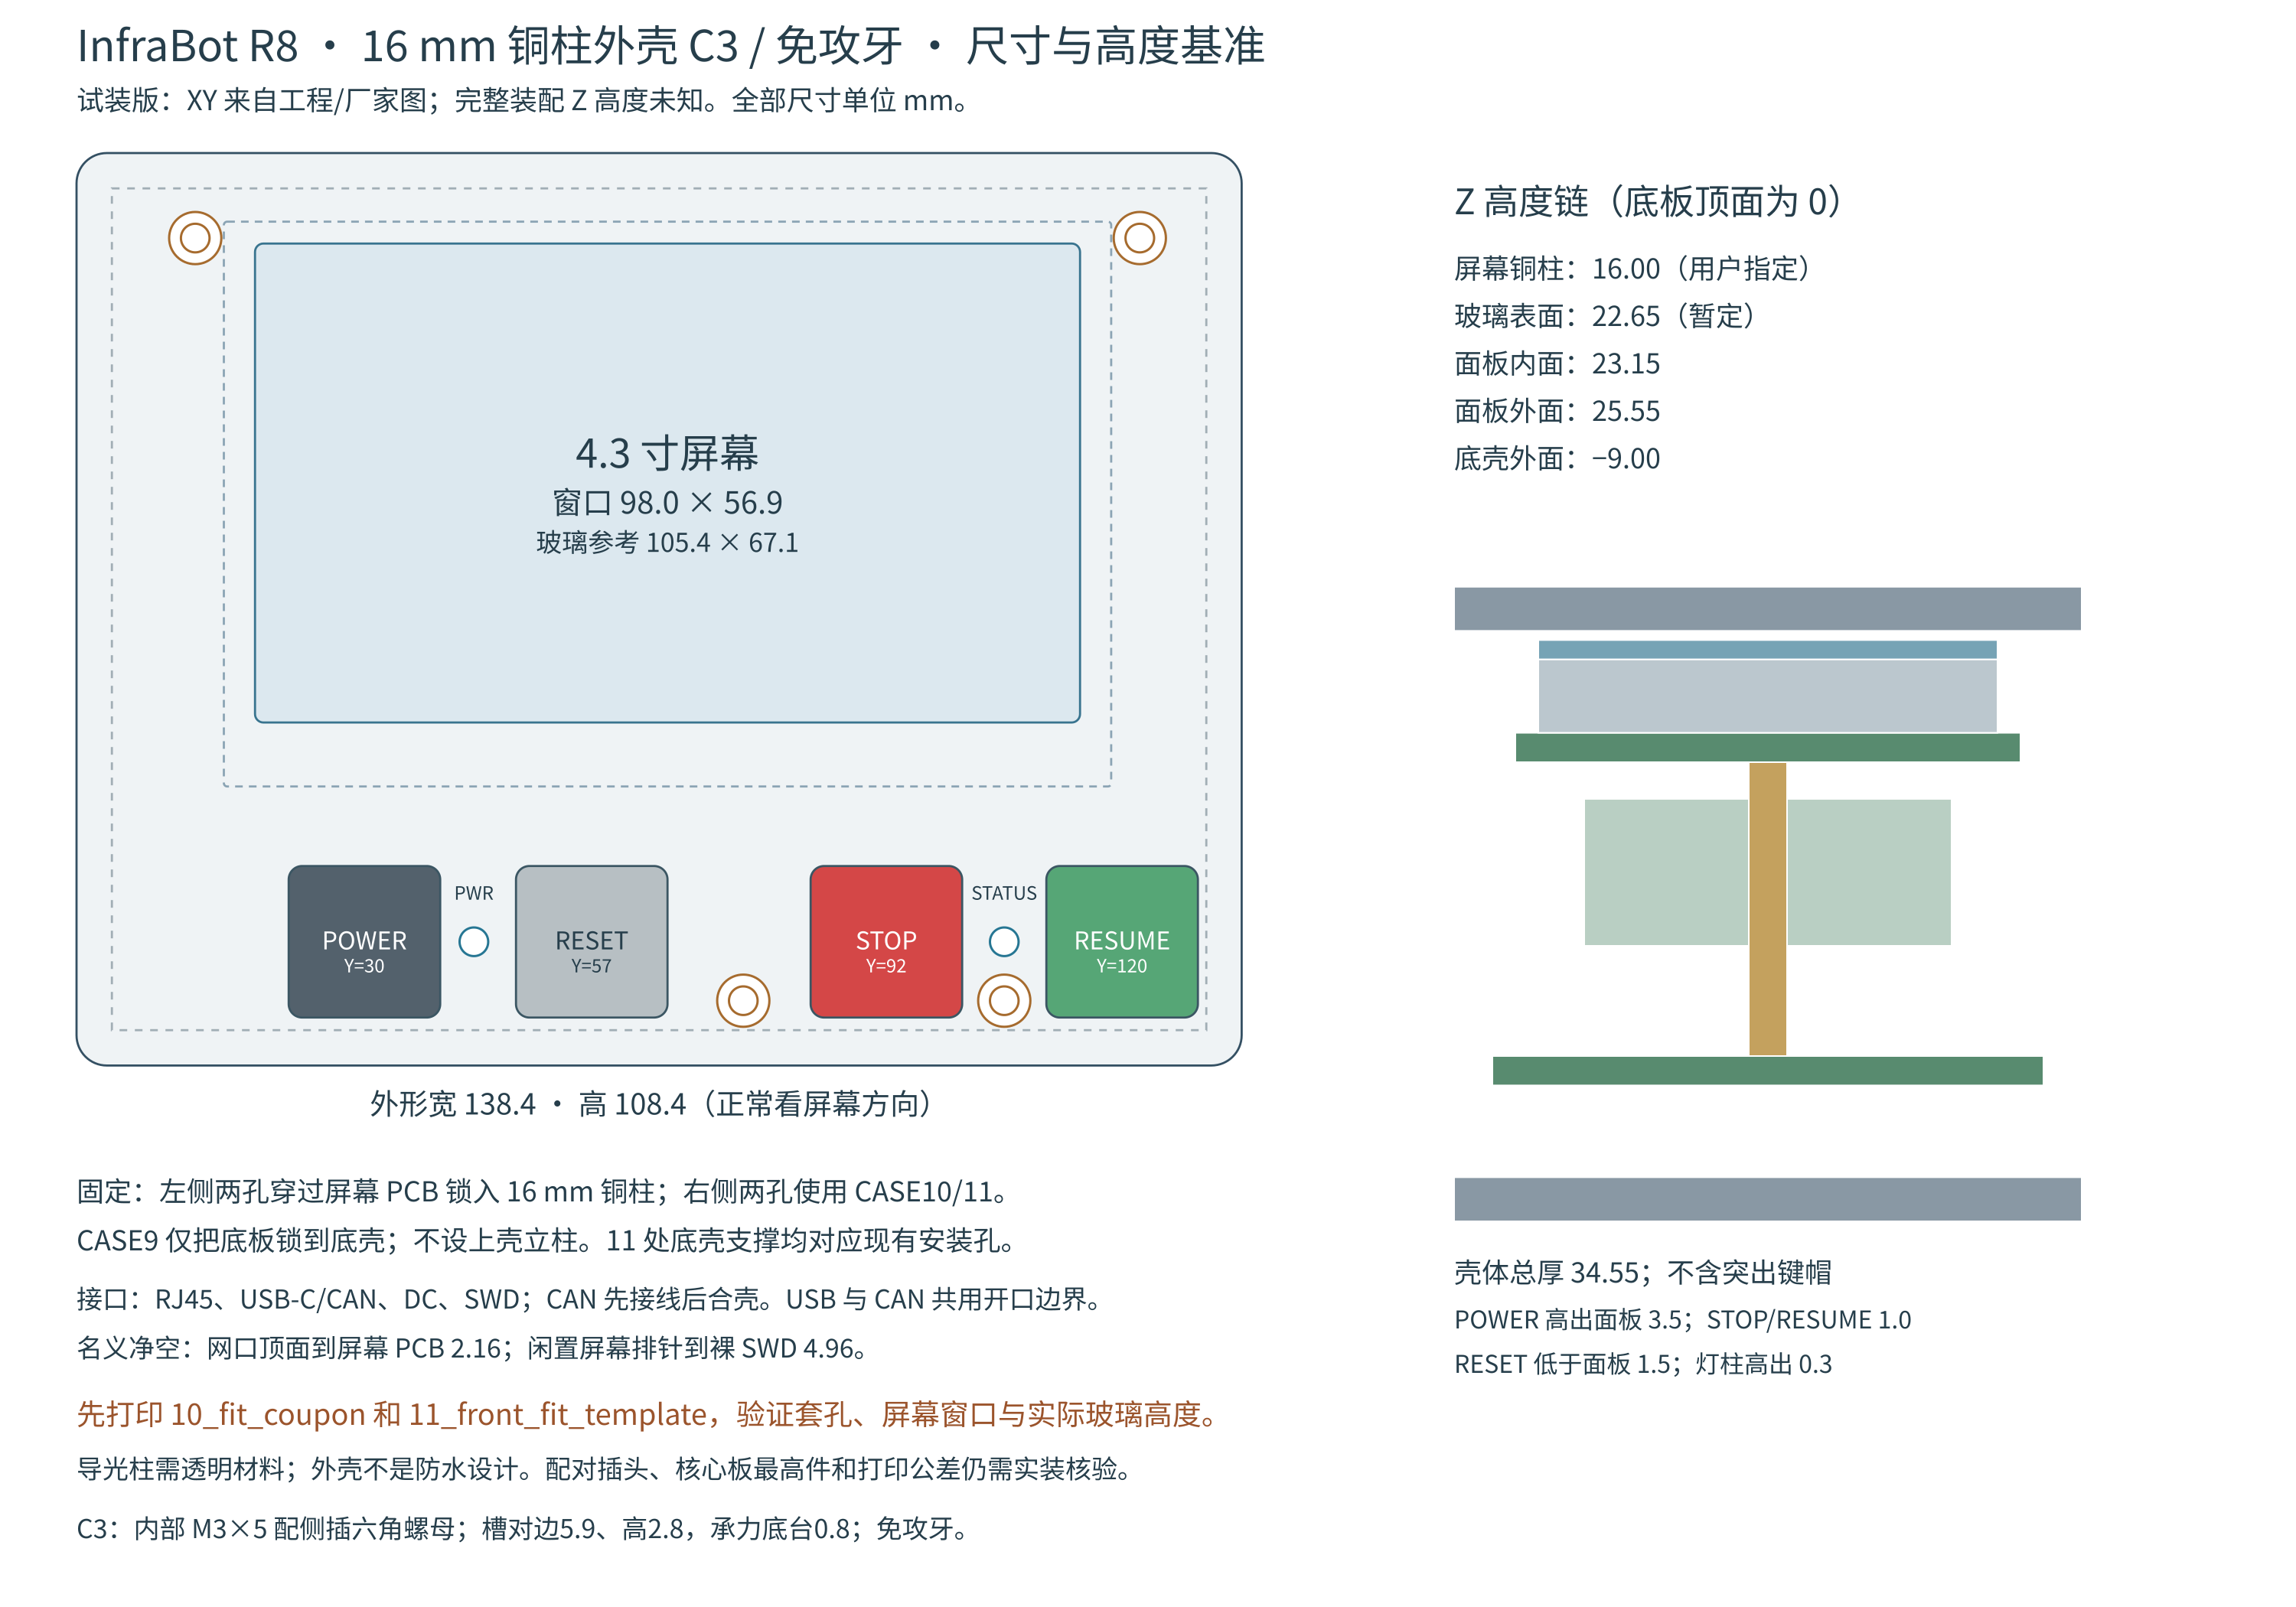 InfraBot R8 · 16 mm 铜柱外壳 C3 / 免攻牙 · 尺寸与高度基准
试装版：XY 来自工程/厂家图；完整装配 Z 高度未知。全部尺寸单位 mm。
4.3 寸屏幕
窗口 98.0 × 56.9
玻璃参考 105.4 × 67.1
POWER
Y=30
PWR
RESET
Y=57
STOP
Y=92
STATUS
RESUME
Y=120
外形宽 138.4 · 高 108.4（正常看屏幕方向）
固定：左侧两孔穿过屏幕 PCB 锁入 16 mm 铜柱；右侧两孔使用 CASE10/11。
CASE9 仅把底板锁到底壳；不设上壳立柱。11 处底壳支撑均对应现有安装孔。
接口：RJ45、USB-C/CAN、DC、SWD；CAN 先接线后合壳。USB 与 CAN 共用开口边界。
名义净空：网口顶面到屏幕 PCB 2.16；闲置屏幕排针到裸 SWD 4.96。
先打印 10_fit_coupon 和 11_front_fit_template，验证套孔、屏幕窗口与实际玻璃高度。
导光柱需透明材料；外壳不是防水设计。配对插头、核心板最高件和打印公差仍需实装核验。
C3：内部 M3×5 配侧插六角螺母；槽对边5.9、高2.8，承力底台0.8；免攻牙。
Z 高度链（底板顶面为 0）
屏幕铜柱：16.00（用户指定）
玻璃表面：22.65（暂定）
面板内面：23.15
面板外面：25.55
底壳外面：−9.00
壳体总厚 34.55；不含突出键帽
POWER 高出面板 3.5；STOP/RESUME 1.0
RESET 低于面板 1.5；灯柱高出 0.3